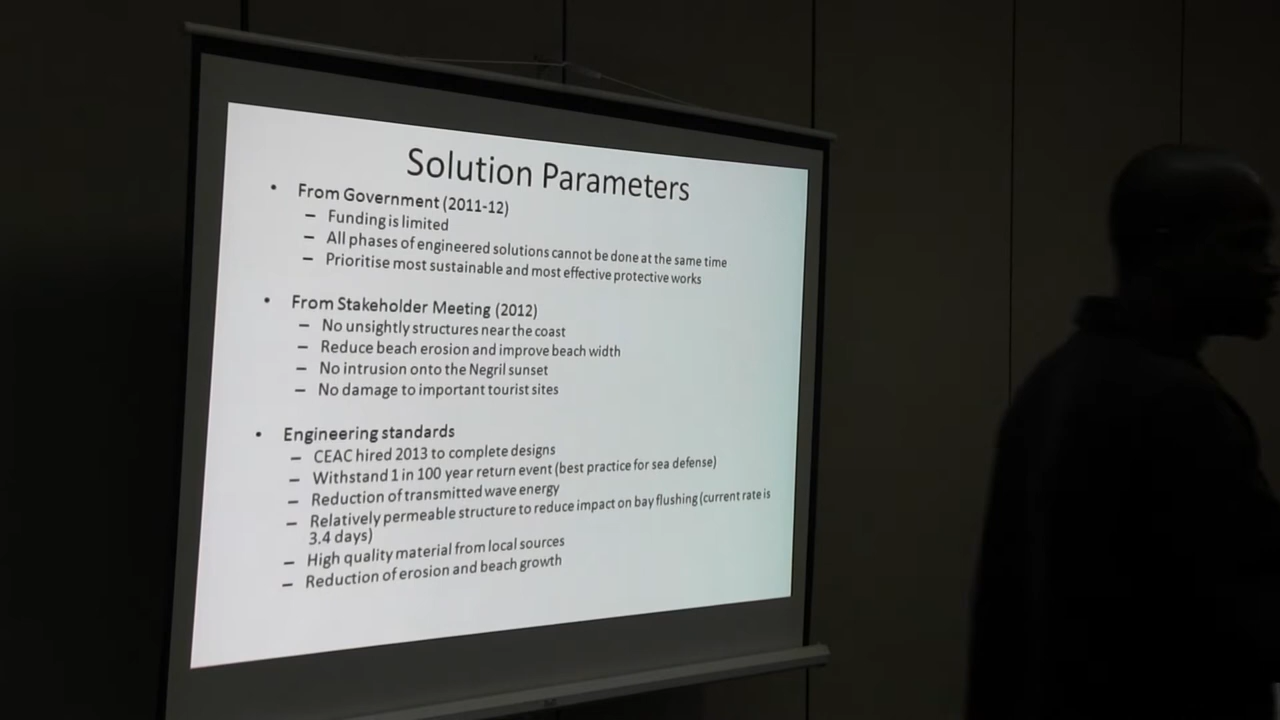 Solution Parameters
• From Government (2011-12)
– Funding is limited
– All phases of engineered solutions cannot be done at the same time
– Prioritise most sustainable and most effective protective works
• From Stakeholder Meeting (2012)
– No unsightly structures near the coast
– Reduce beach erosion and improve beach width
– No intrusion onto the Negril sunset
– No damage to important tourist sites
• Engineering standards
– CEAC hired 2013 to complete designs
– Withstand 1 in 100 year return event (best practice for sea defense)
– Reduction of transmitted wave energy
– Relatively permeable structure to reduce impact on bay flushing (current rate is
3.4 days)
– High quality material from local sources
– Reduction of erosion and beach growth